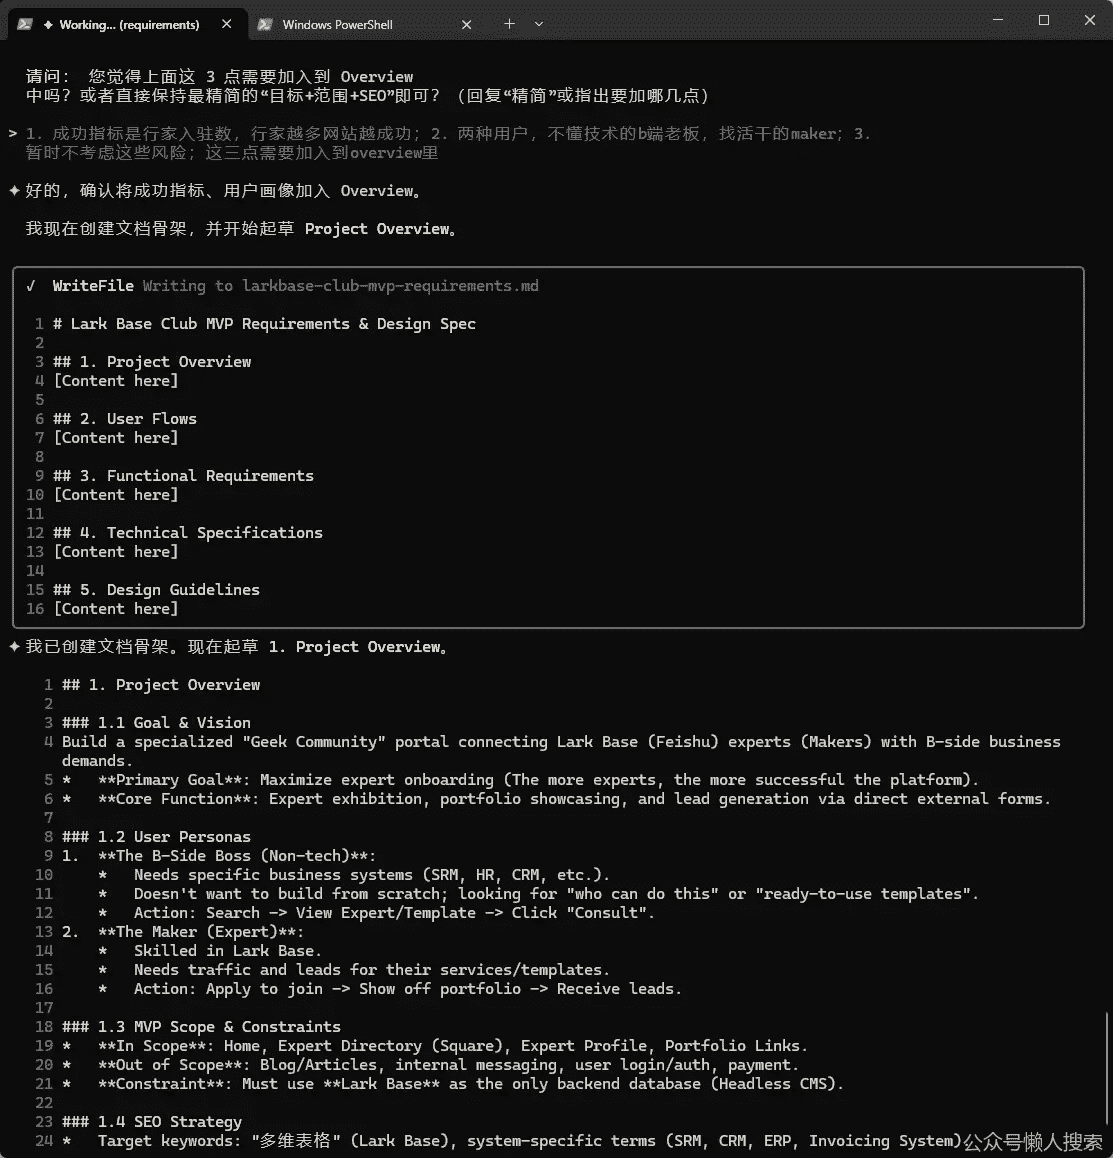 ✦ Working… (requirements)
Windows PowerShell
请问： 您觉得上面这 3 点需要加入到 Overview
中吗？或者直接保持最精简的“目标+范围+SEO”即可？（回复“精简”或指出要加哪几点）
> 1. 成功指标是行家入驻数，行家越多网站越成功；2. 两种用户，不懂技术的b端老板，找活干的maker；3.
暂时不考虑这些风险；这三点需要加入到overview里
✦ 好的，确认将成功指标、用户画像加入 Overview。
我现在创建文档骨架，并开始起草 Project Overview。
✓ WriteFile Writing to larkbase-club-mvp-requirements.md
1 # Lark Base Club MVP Requirements & Design Spec
2
3 ## 1. Project Overview
4 [Content here]
5
6 ## 2. User Flows
7 [Content here]
8
9 ## 3. Functional Requirements
10 [Content here]
11
12 ## 4. Technical Specifications
13 [Content here]
14
15 ## 5. Design Guidelines
16 [Content here]
✦ 我已创建文档骨架。现在起草 1. Project Overview。
1 ## 1. Project Overview
2
3 ### 1.1 Goal & Vision
4 Build a specialized "Geek Community" portal connecting Lark Base (Feishu) experts (Makers) with B-side business
demands.
5 * **Primary Goal**: Maximize expert onboarding (The more experts, the more successful the platform).
6 * **Core Function**: Expert exhibition, portfolio showcasing, and lead generation via direct external forms.
7
8 ### 1.2 User Personas
9 1. **The B-Side Boss (Non-tech)**:
10 * Needs specific business systems (SRM, HR, CRM, etc.).
11 * Doesn't want to build from scratch; looking for "who can do this" or "ready-to-use templates".
12 * Action: Search -> View Expert/Template -> Click "Consult".
13 2. **The Maker (Expert)**:
14 * Skilled in Lark Base.
15 * Needs traffic and leads for their services/templates.
16 * Action: Apply to join -> Show off portfolio -> Receive leads.
17
18 ### 1.3 MVP Scope & Constraints
19 * **In Scope**: Home, Expert Directory (Square), Expert Profile, Portfolio Links.
20 * **Out of Scope**: Blog/Articles, internal messaging, user login/auth, payment.
21 * **Constraint**: Must use **Lark Base** as the only backend database (Headless CMS).
22
23 ### 1.4 SEO Strategy
24 * Target keywords: "多维表格" (Lark Base), system-specific terms (SRM, CRM, ERP, Invoicing System)
公众号懒人搜索